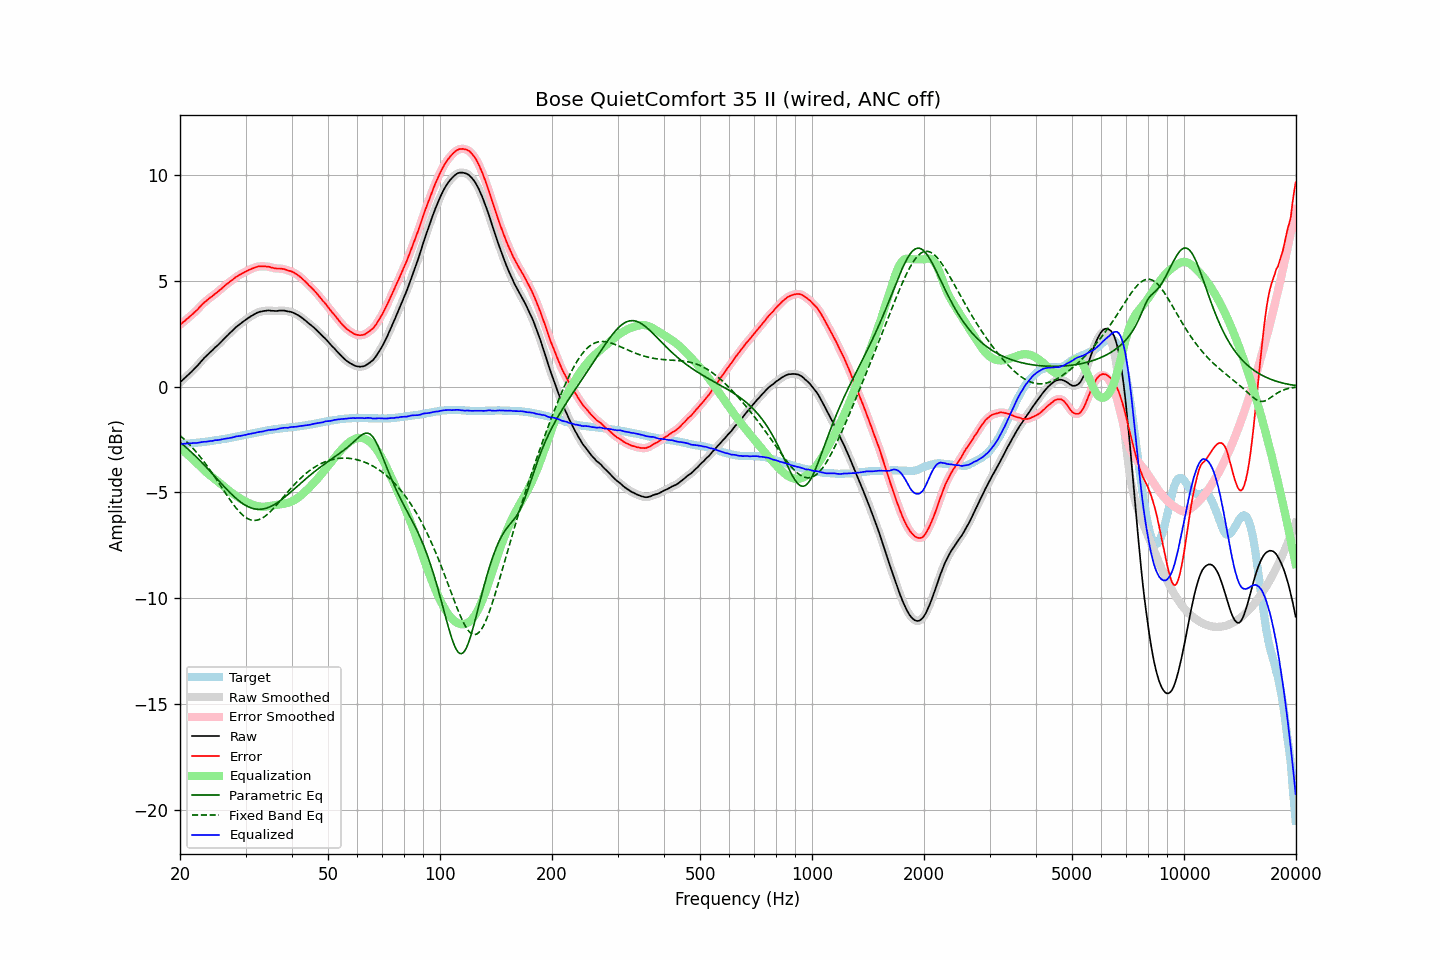 Bose QuietComfort 35 II (wired, ANC off)
10
5
0
−5
−10
−15
−20
Amplitude (dBr)
Target
Raw Smoothed
Error Smoothed
Raw
Error
Equalization
Parametric Eq
Fixed Band Eq
Equalized
20 50 100 200 500 1000 2000 5000 10000 20000
Frequency (Hz)